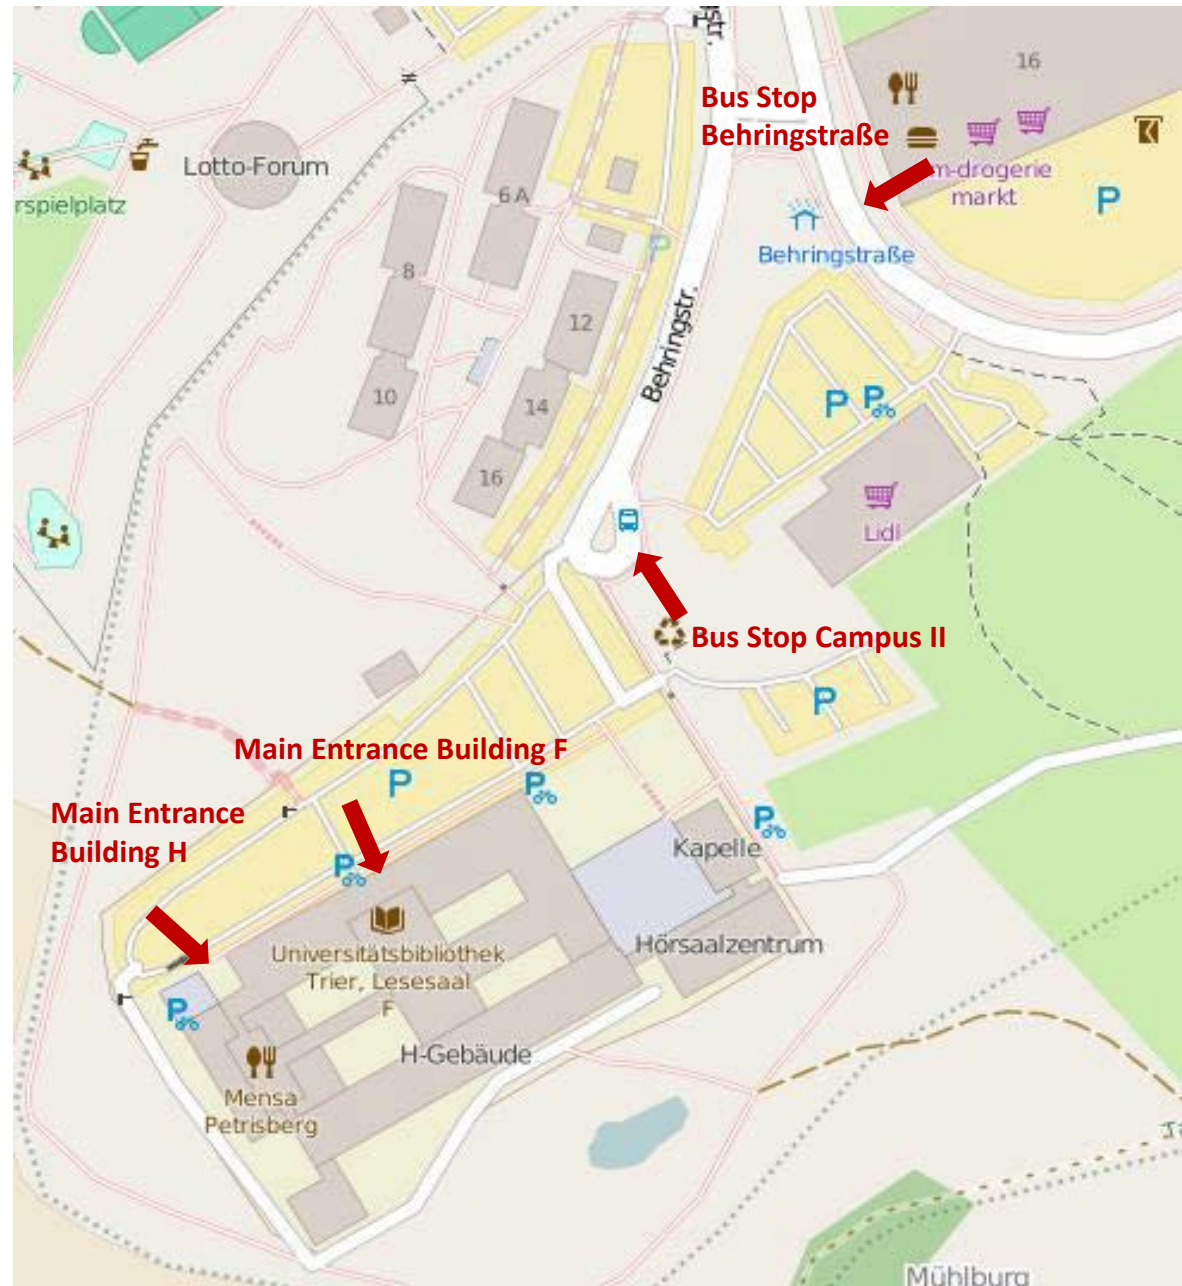 gstr.
16
Bus Stop
Behringstraße
Lotto-Forum
m-drogerie
markt
P
rspielplatz
6 A
Behringstraße
P
8
12
Behringstr.
10
14
P
P
16
Lidl
Bus Stop Campus II
P
Main Entrance Building F
P
P
Main Entrance
Building H
P
Kapelle
P
Universitätsbibliothek
Trier, Lesesaal
F
Hörsaalzentrum
P
H-Gebäude
Mensa
Petrisberg
Mühlburg